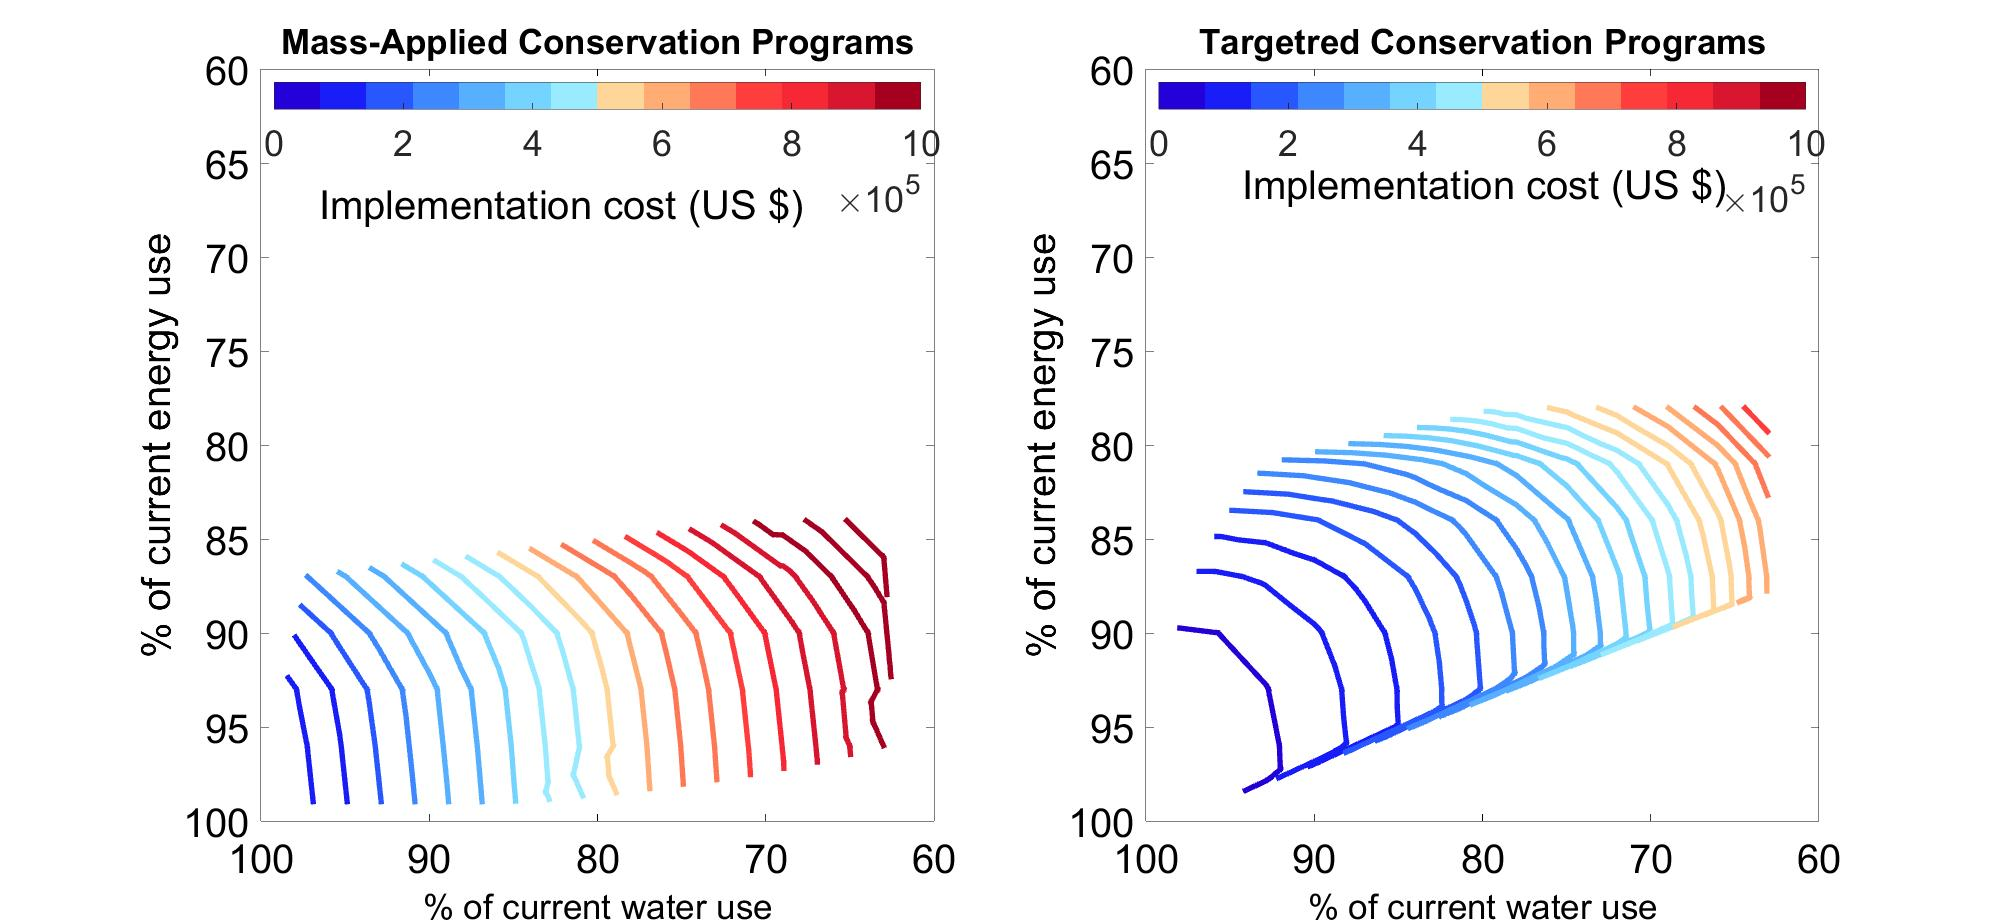 Mass-Applied Conservation Programs
60
65
70
75
80
85
90
95
100
0 2 4 6 8 10
Implementation cost (US $) ×10^5
% of current energy use
100 90 80 70 60
% of current water use
Targetred Conservation Programs
60
65
70
75
80
85
90
95
100
0 2 4 6 8 10
Implementation cost (US $) ×10^5
% of current energy use
100 90 80 70 60
% of current water use